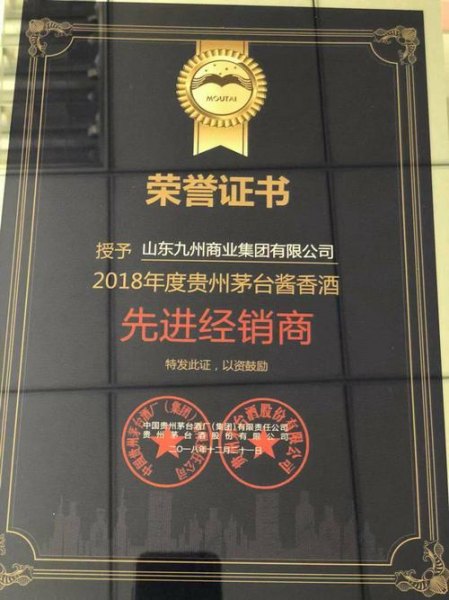 MOUTAI
荣誉证书
授予 山东九州商业集团有限公司
2018年度贵州茅台酱香酒
先进经销商
特发此证，以资鼓励
中国贵州茅台酒厂(集团)有限责任公司
贵州茅台酒股份有限公司
二〇一八年十二月二十一日